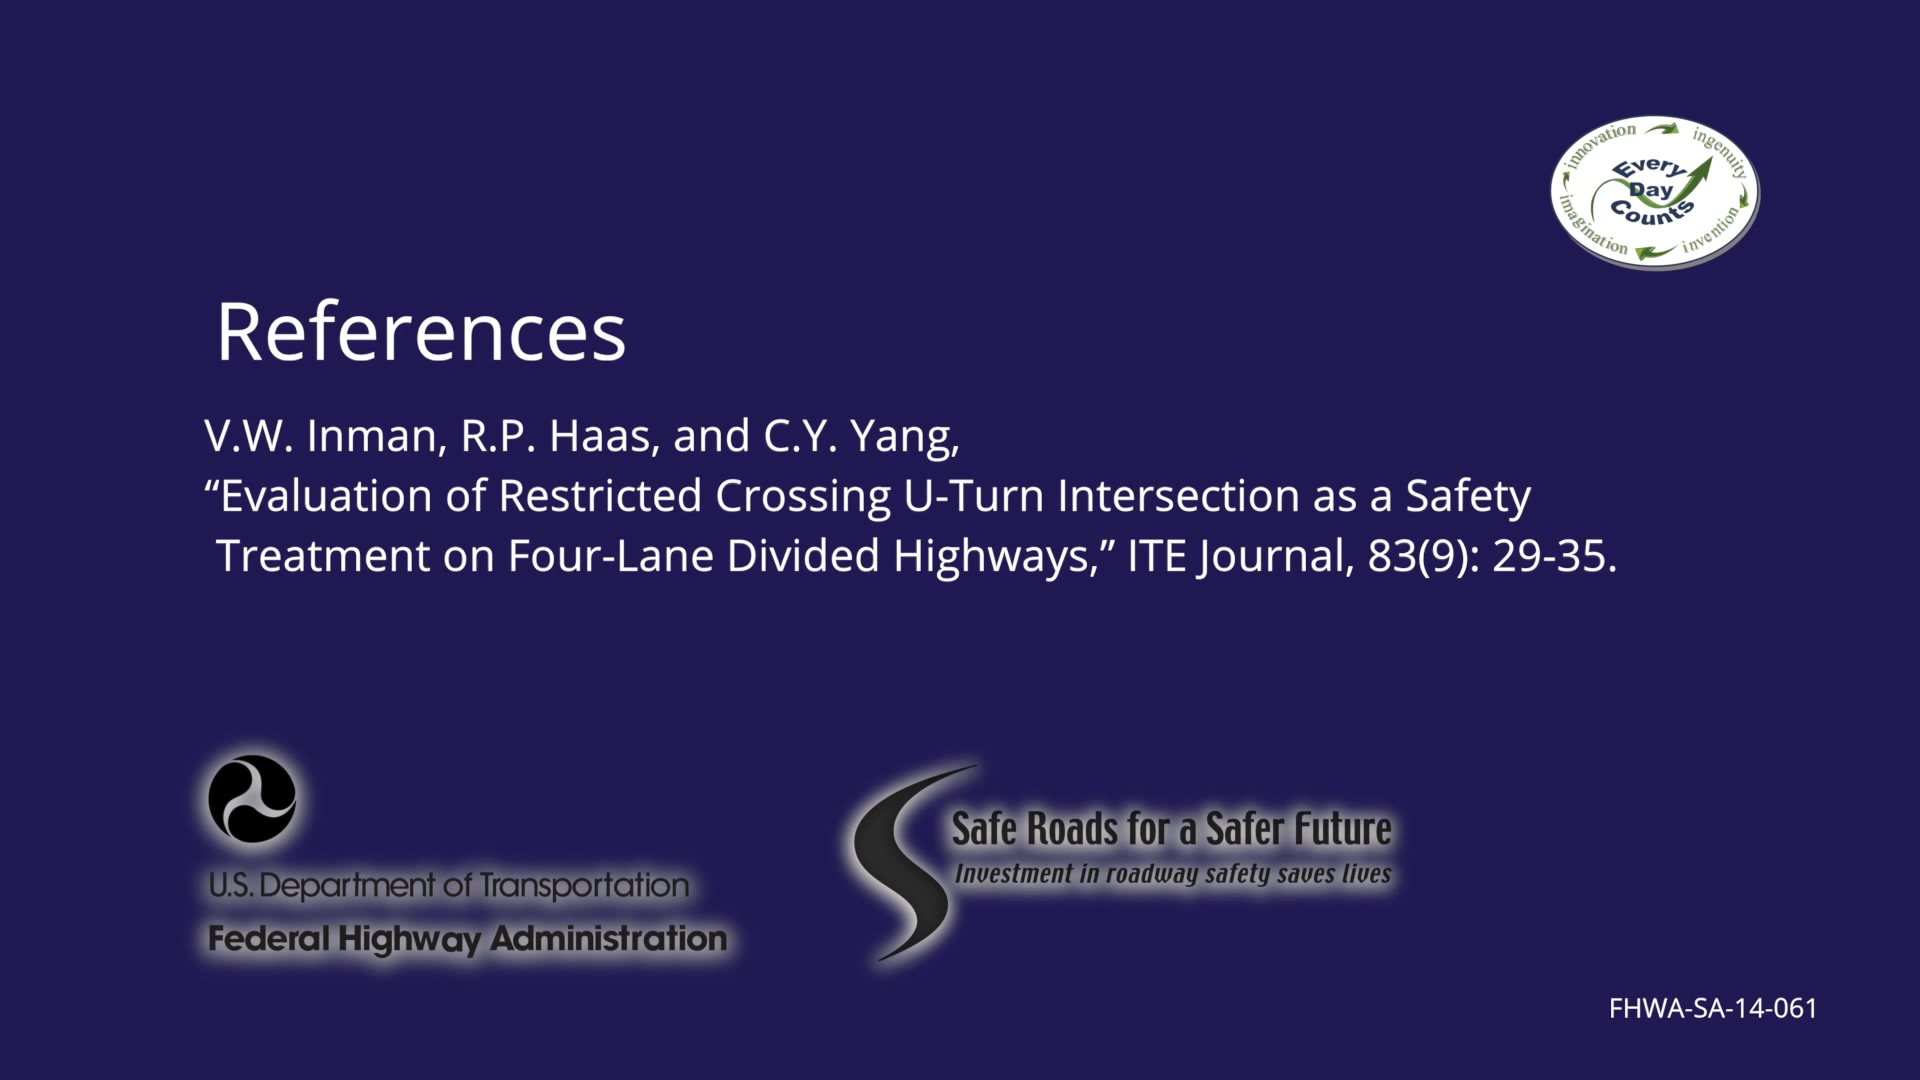 innovation
ingenuity
Every
Day
Counts
imagination
invention
References
V.W. Inman, R.P. Haas, and C.Y. Yang,
“Evaluation of Restricted Crossing U-Turn Intersection as a Safety
Treatment on Four-Lane Divided Highways,” ITE Journal, 83(9): 29-35.
U.S. Department of Transportation
Federal Highway Administration
Safe Roads for a Safer Future
Investment in roadway safety saves lives
FHWA-SA-14-061